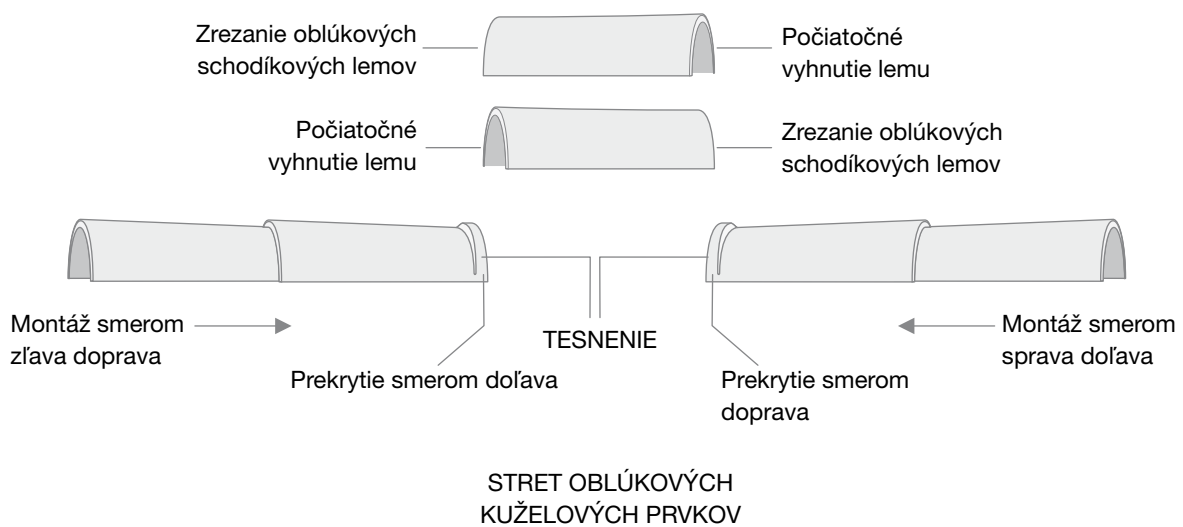 Zrezanie oblúkových
schodíkových lemov
Počiatočné
vyhnutie lemu
Počiatočné
vyhnutie lemu
Zrezanie oblúkových
schodíkových lemov
Montáž smerom
zľava doprava
Prekrytie smerom doľava
TESNENIE
Prekrytie smerom
doprava
Montáž smerom
sprava doľava
STRET OBLÚKOVÝCH
KUŽELOVÝCH PRVKOV